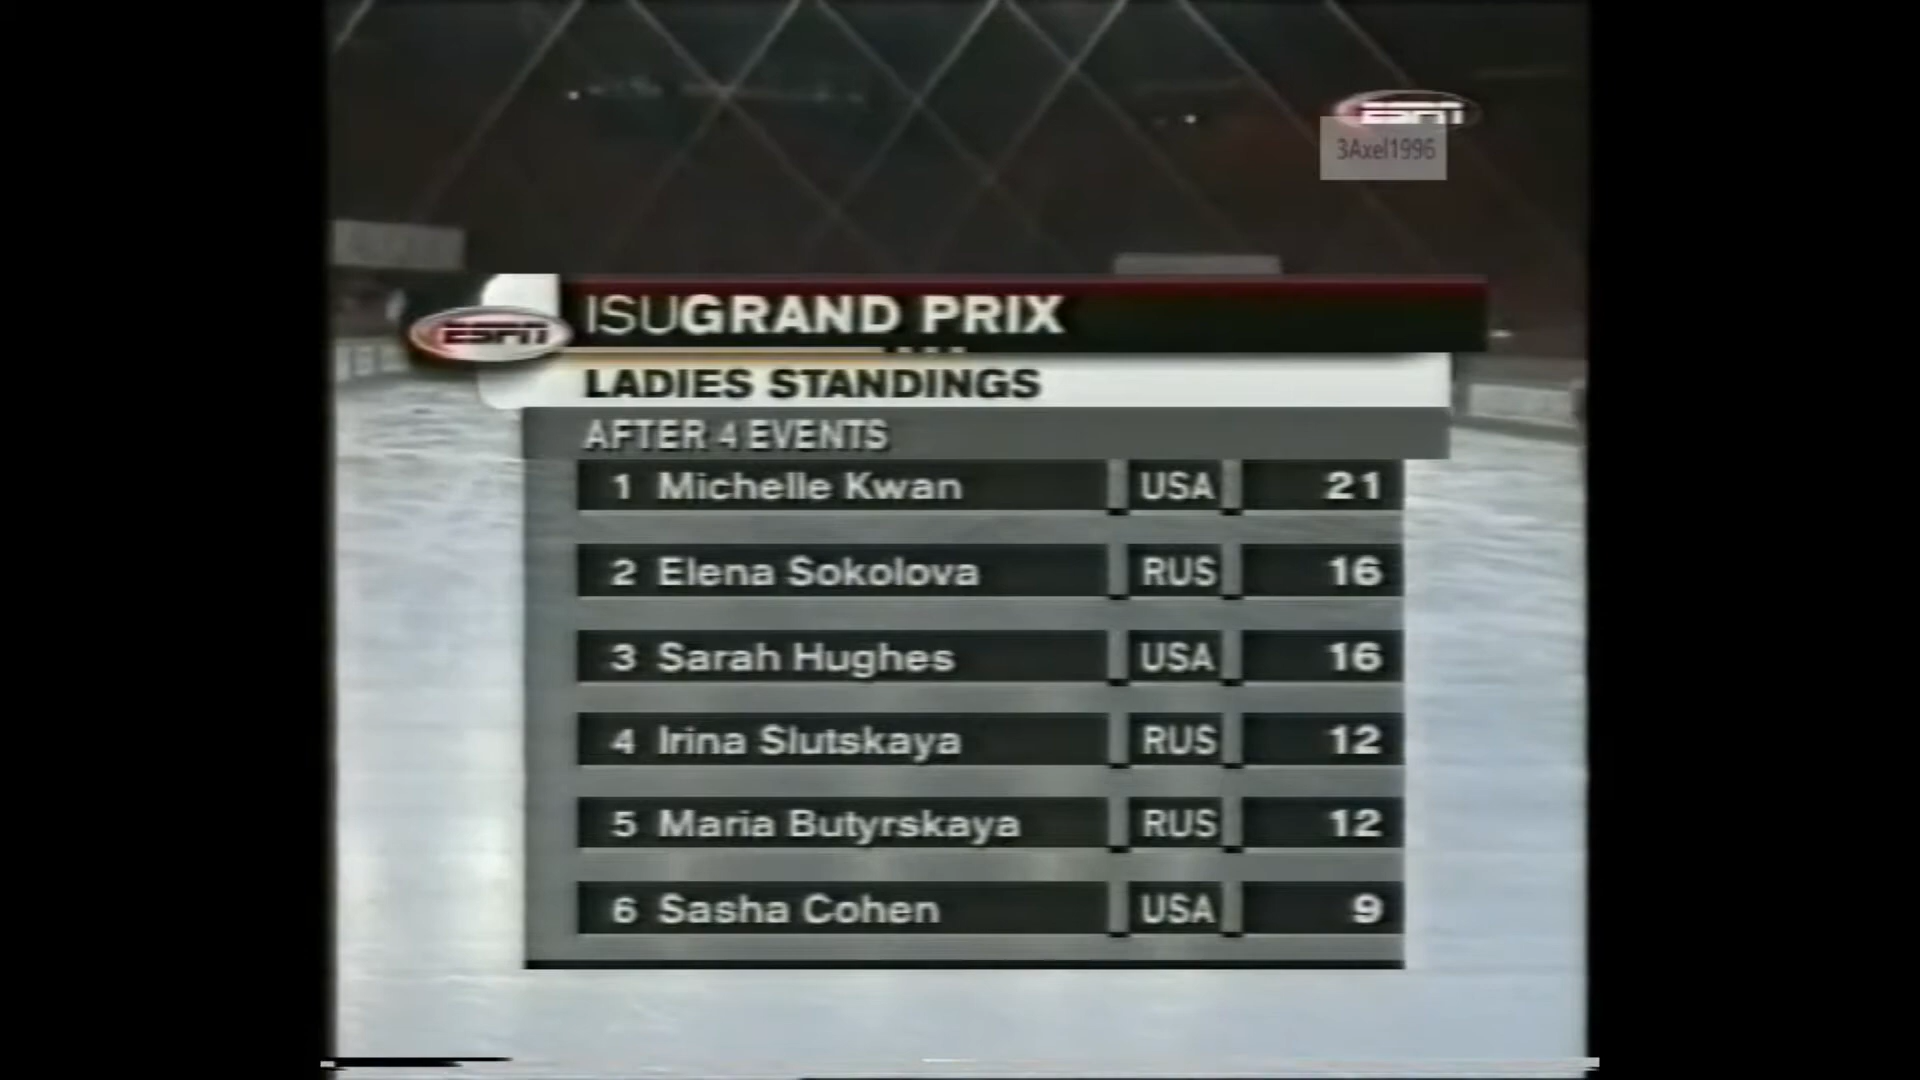 ESPN
3Axel1996
ESPN ISUGRAND PRIX
LADIES STANDINGS
AFTER 4 EVENTS
1 Michelle Kwan USA 21
2 Elena Sokolova RUS 16
3 Sarah Hughes USA 16
4 Irina Slutskaya RUS 12
5 Maria Butyrskaya RUS 12
6 Sasha Cohen USA 9